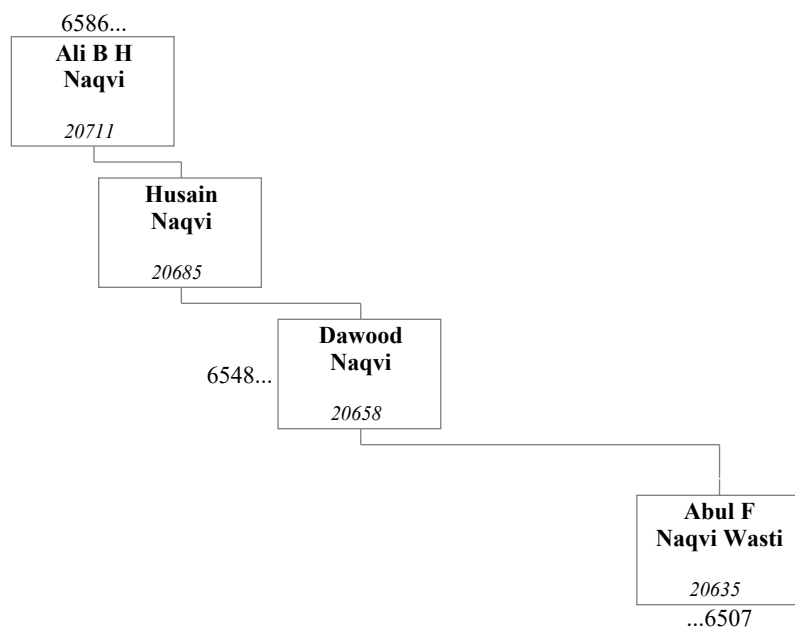 6586...
Ali B H
Naqvi
20711
Husain
Naqvi
20685
Dawood
Naqvi
6548...
20658
Abul F
Naqvi Wasti
20635
...6507